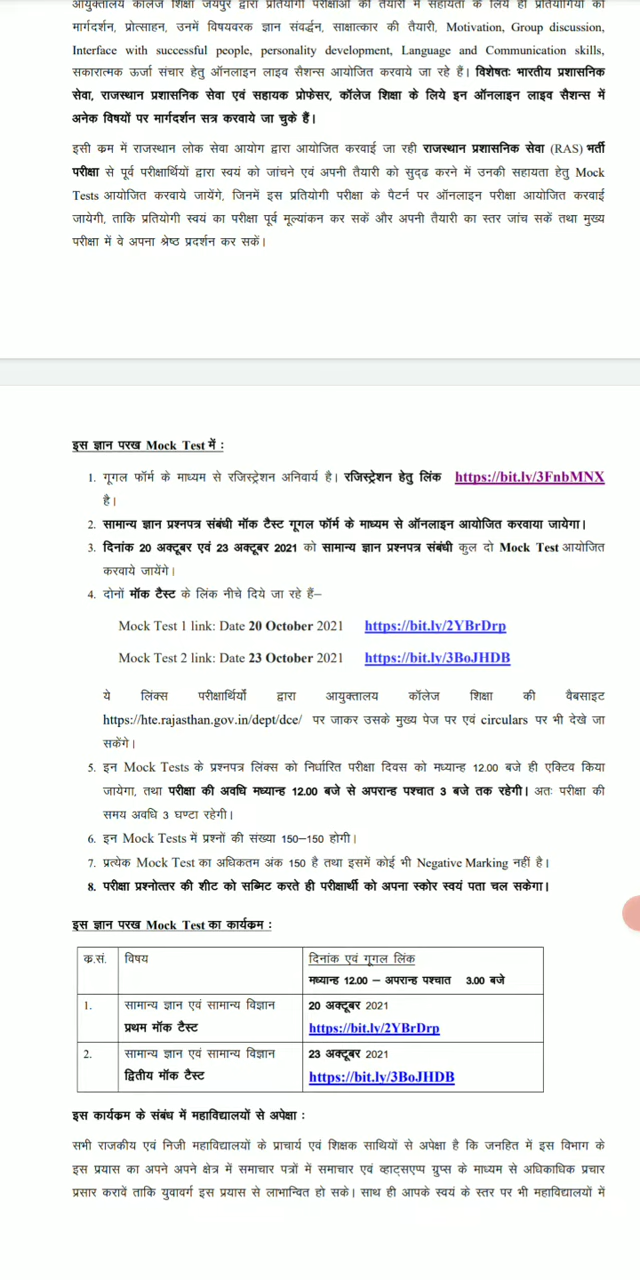 आयुक्तालय कॉलेज शिक्षा जयपुर द्वारा प्रतियोगी परीक्षाओं की तैयारी में सहायता के लिये ही प्रतियोगियों को
मार्गदर्शन, प्रोत्साहन, उनमें विषयवरक ज्ञान संवर्द्धन, साक्षात्कार की तैयारी, Motivation, Group discussion,
Interface with successful people, personality development, Language and Communication skills,
सकारात्मक ऊर्जा संचार हेतु ऑनलाइन लाइव सैशन्स आयोजित करवाये जा रहे हैं। विशेषतः भारतीय प्रशासनिक
सेवा, राजस्थान प्रशासनिक सेवा एवं सहायक प्रोफेसर, कॉलेज शिक्षा के लिये इन ऑनलाइन लाइव सैशन्स में
अनेक विषयों पर मार्गदर्शन सत्र करवाये जा चुके हैं।
इसी क्रम में राजस्थान लोक सेवा आयोग द्वारा आयोजित करवाई जा रही राजस्थान प्रशासनिक सेवा (RAS) भर्ती
परीक्षा से पूर्व परीक्षार्थियों द्वारा स्वयं को जांचने एवं अपनी तैयारी को सुदृढ करने में उनकी सहायता हेतु Mock
Tests आयोजित करवाये जायेंगे, जिनमें इस प्रतियोगी परीक्षा के पैटर्न पर ऑनलाइन परीक्षा आयोजित करवाई
जायेगी, ताकि प्रतियोगी स्वयं का परीक्षा पूर्व मूल्यांकन कर सकें और अपनी तैयारी का स्तर जांच सकें तथा मुख्य
परीक्षा में वे अपना श्रेष्ठ प्रदर्शन कर सकें।
इस ज्ञान परख Mock Test में :
1. गूगल फॉर्म के माध्यम से रजिस्ट्रेशन अनिवार्य है। रजिस्ट्रेशन हेतु लिंक https://bit.ly/3FnbMNX
है।
2. सामान्य ज्ञान प्रश्नपत्र संबंधी मॉक टैस्ट गूगल फॉर्म के माध्यम से ऑनलाइन आयोजित करवाया जायेगा।
3. दिनांक 20 अक्टूबर एवं 23 अक्टूबर 2021 को सामान्य ज्ञान प्रश्नपत्र संबंधी कुल दो Mock Test आयोजित
करवाये जायेंगे।
4. दोनों मॉक टैस्ट के लिंक नीचे दिये जा रहे हैं–
Mock Test 1 link: Date 20 October 2021 https://bit.ly/2YBrDrp
Mock Test 2 link: Date 23 October 2021 https://bit.ly/3BoJHDB
ये लिंक्स परीक्षार्थियों द्वारा आयुक्तालय कॉलेज शिक्षा की वैबसाइट
https://hte.rajasthan.gov.in/dept/dce/ पर जाकर उसके मुख्य पेज पर एवं circulars पर भी देखे जा
सकेंगे।
5. इन Mock Tests के प्रश्नपत्र लिंक्स को निर्धारित परीक्षा दिवस को मध्यान्ह 12.00 बजे ही एक्टिव किया
जायेगा, तथा परीक्षा की अवधि मध्यान्ह 12.00 बजे से अपरान्ह पश्चात 3 बजे तक रहेगी। अतः परीक्षा की
समय अवधि 3 घण्टा रहेगी।
6. इन Mock Tests में प्रश्नों की संख्या 150–150 होगी।
7. प्रत्येक Mock Test का अधिकतम अंक 150 है तथा इसमें कोई भी Negative Marking नहीं है।
8. परीक्षा प्रश्नोत्तर की शीट को सब्मिट करते ही परीक्षार्थी को अपना स्कोर स्वयं पता चल सकेगा।
इस ज्ञान परख Mock Test का कार्यक्रम :
क्र.सं. विषय दिनांक एवं गूगल लिंक
मध्यान्ह 12.00 – अपरान्ह पश्चात 3.00 बजे
1. सामान्य ज्ञान एवं सामान्य विज्ञान 20 अक्टूबर 2021
प्रथम मॉक टैस्ट https://bit.ly/2YBrDrp
2. सामान्य ज्ञान एवं सामान्य विज्ञान 23 अक्टूबर 2021
द्वितीय मॉक टैस्ट https://bit.ly/3BoJHDB
इस कार्यक्रम के संबंध में महाविद्यालयों से अपेक्षा :
सभी राजकीय एवं निजी महाविद्यालयों के प्राचार्य एवं शिक्षक साथियों से अपेक्षा है कि जनहित में इस विभाग के
इस प्रयास का अपने अपने क्षेत्र में समाचार पत्रों में समाचार एवं व्हाट्सएप्प ग्रुप्स के माध्यम से अधिकाधिक प्रचार
प्रसार करावें ताकि युवावर्ग इस प्रयास से लाभान्वित हो सके। साथ ही आपके स्वयं के स्तर पर भी महाविद्यालयों में